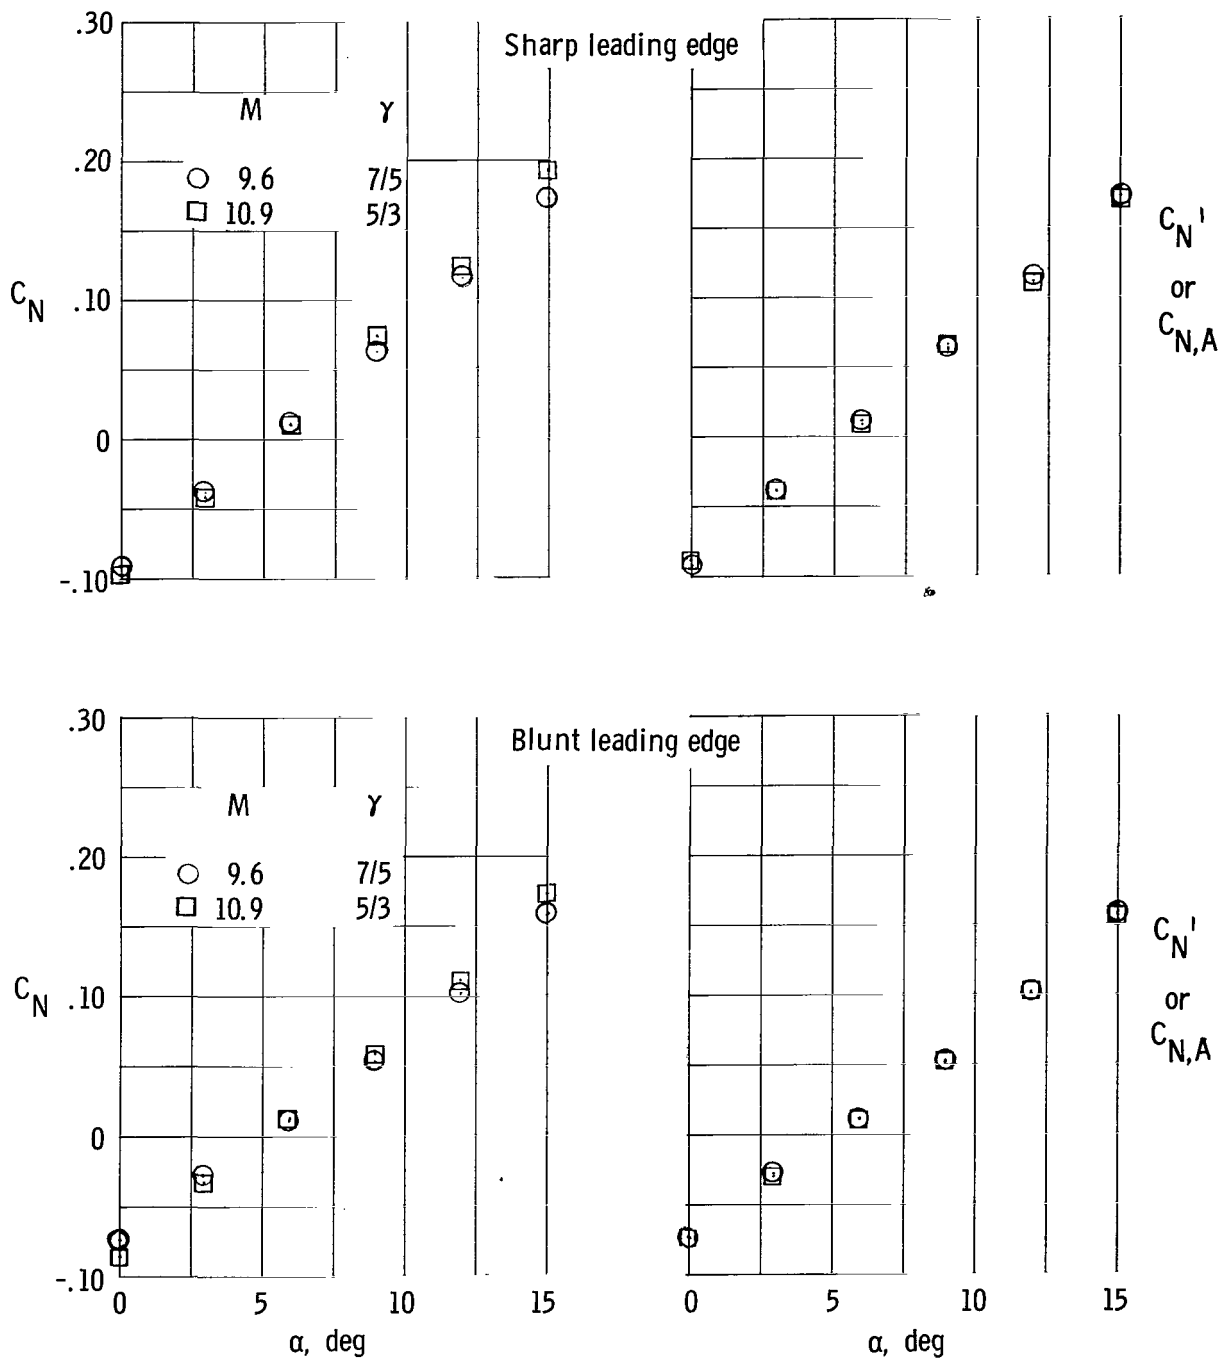 Sharp leading edge
.30
M γ
.20
9.6 7/5
10.9 5/3
C_N .10
0
-.10
C_N'
or
C_N,A
Blunt leading edge
.30
M γ
.20
9.6 7/5
10.9 5/3
C_N .10
0
-.10
0 5 10 15
α, deg
C_N'
or
C_N,A
0 5 10 15
α, deg